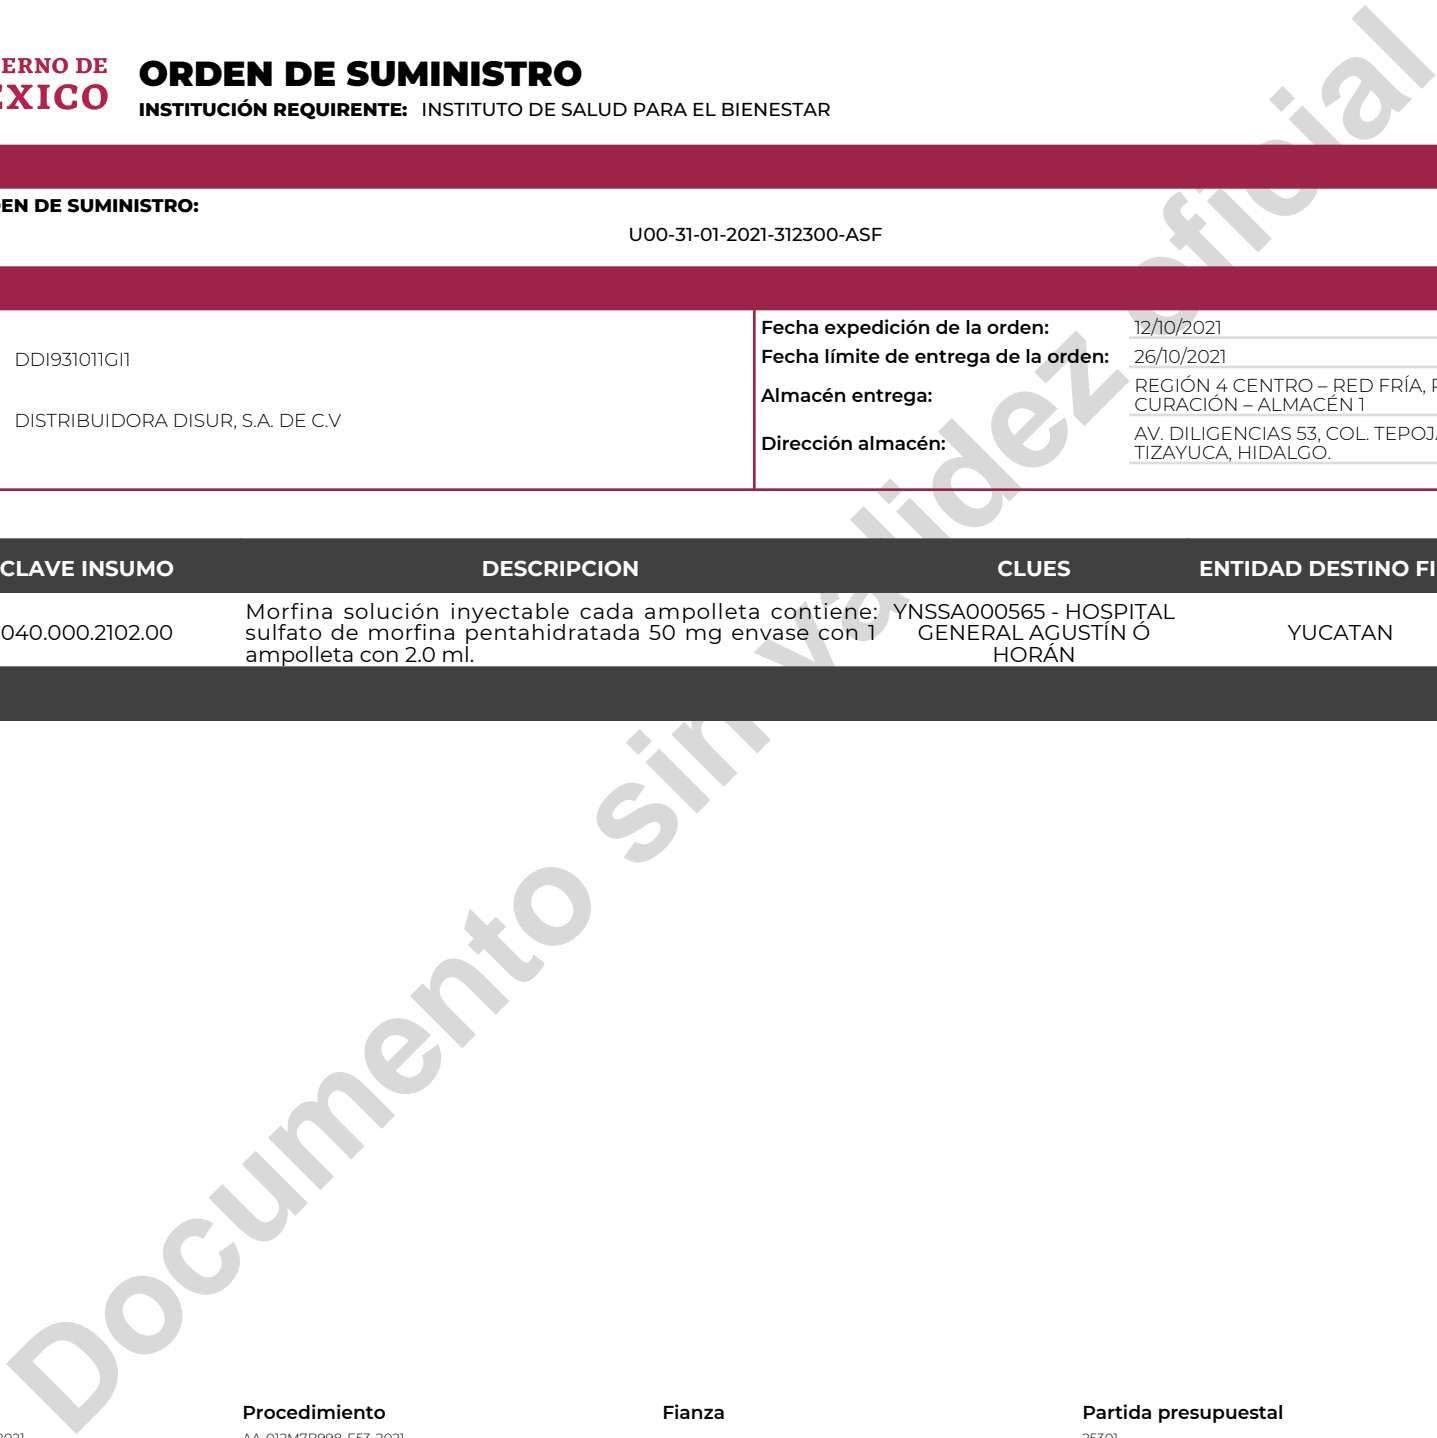 ERNO DE
ORDEN DE SUMINISTRO
INSTITUCIÓN REQUIRENTE: INSTITUTO DE SALUD PARA EL BIENESTAR
EN DE SUMINISTRO:
U00-31-01-2021-312300-ASF
DDI931011GI1
DISTRIBUIDORA DISUR, S.A. DE C.V
Fecha expedición de la orden: 12/10/2021
Fecha límite de entrega de la orden: 26/10/2021
Almacén entrega: REGIÓN 4 CENTRO – RED FRÍA,
CURACIÓN – ALMACÉN 1
Dirección almacén: AV. DILIGENCIAS 53, COL. TEPOJ
TIZAYUCA, HIDALGO.
CLAVE INSUMO DESCRIPCION CLUES ENTIDAD DESTINO FI
040.000.2102.00
Morfina solución inyectable cada ampolleta contiene:
sulfato de morfina pentahidratada 50 mg envase con 1
ampolleta con 2.0 ml.
YNSSA000565 - HOSPITAL
GENERAL AGUSTÍN Ó
HORÁN
YUCATAN
Documento sin validez oficial
Procedimiento Fianza Partida presupuestal